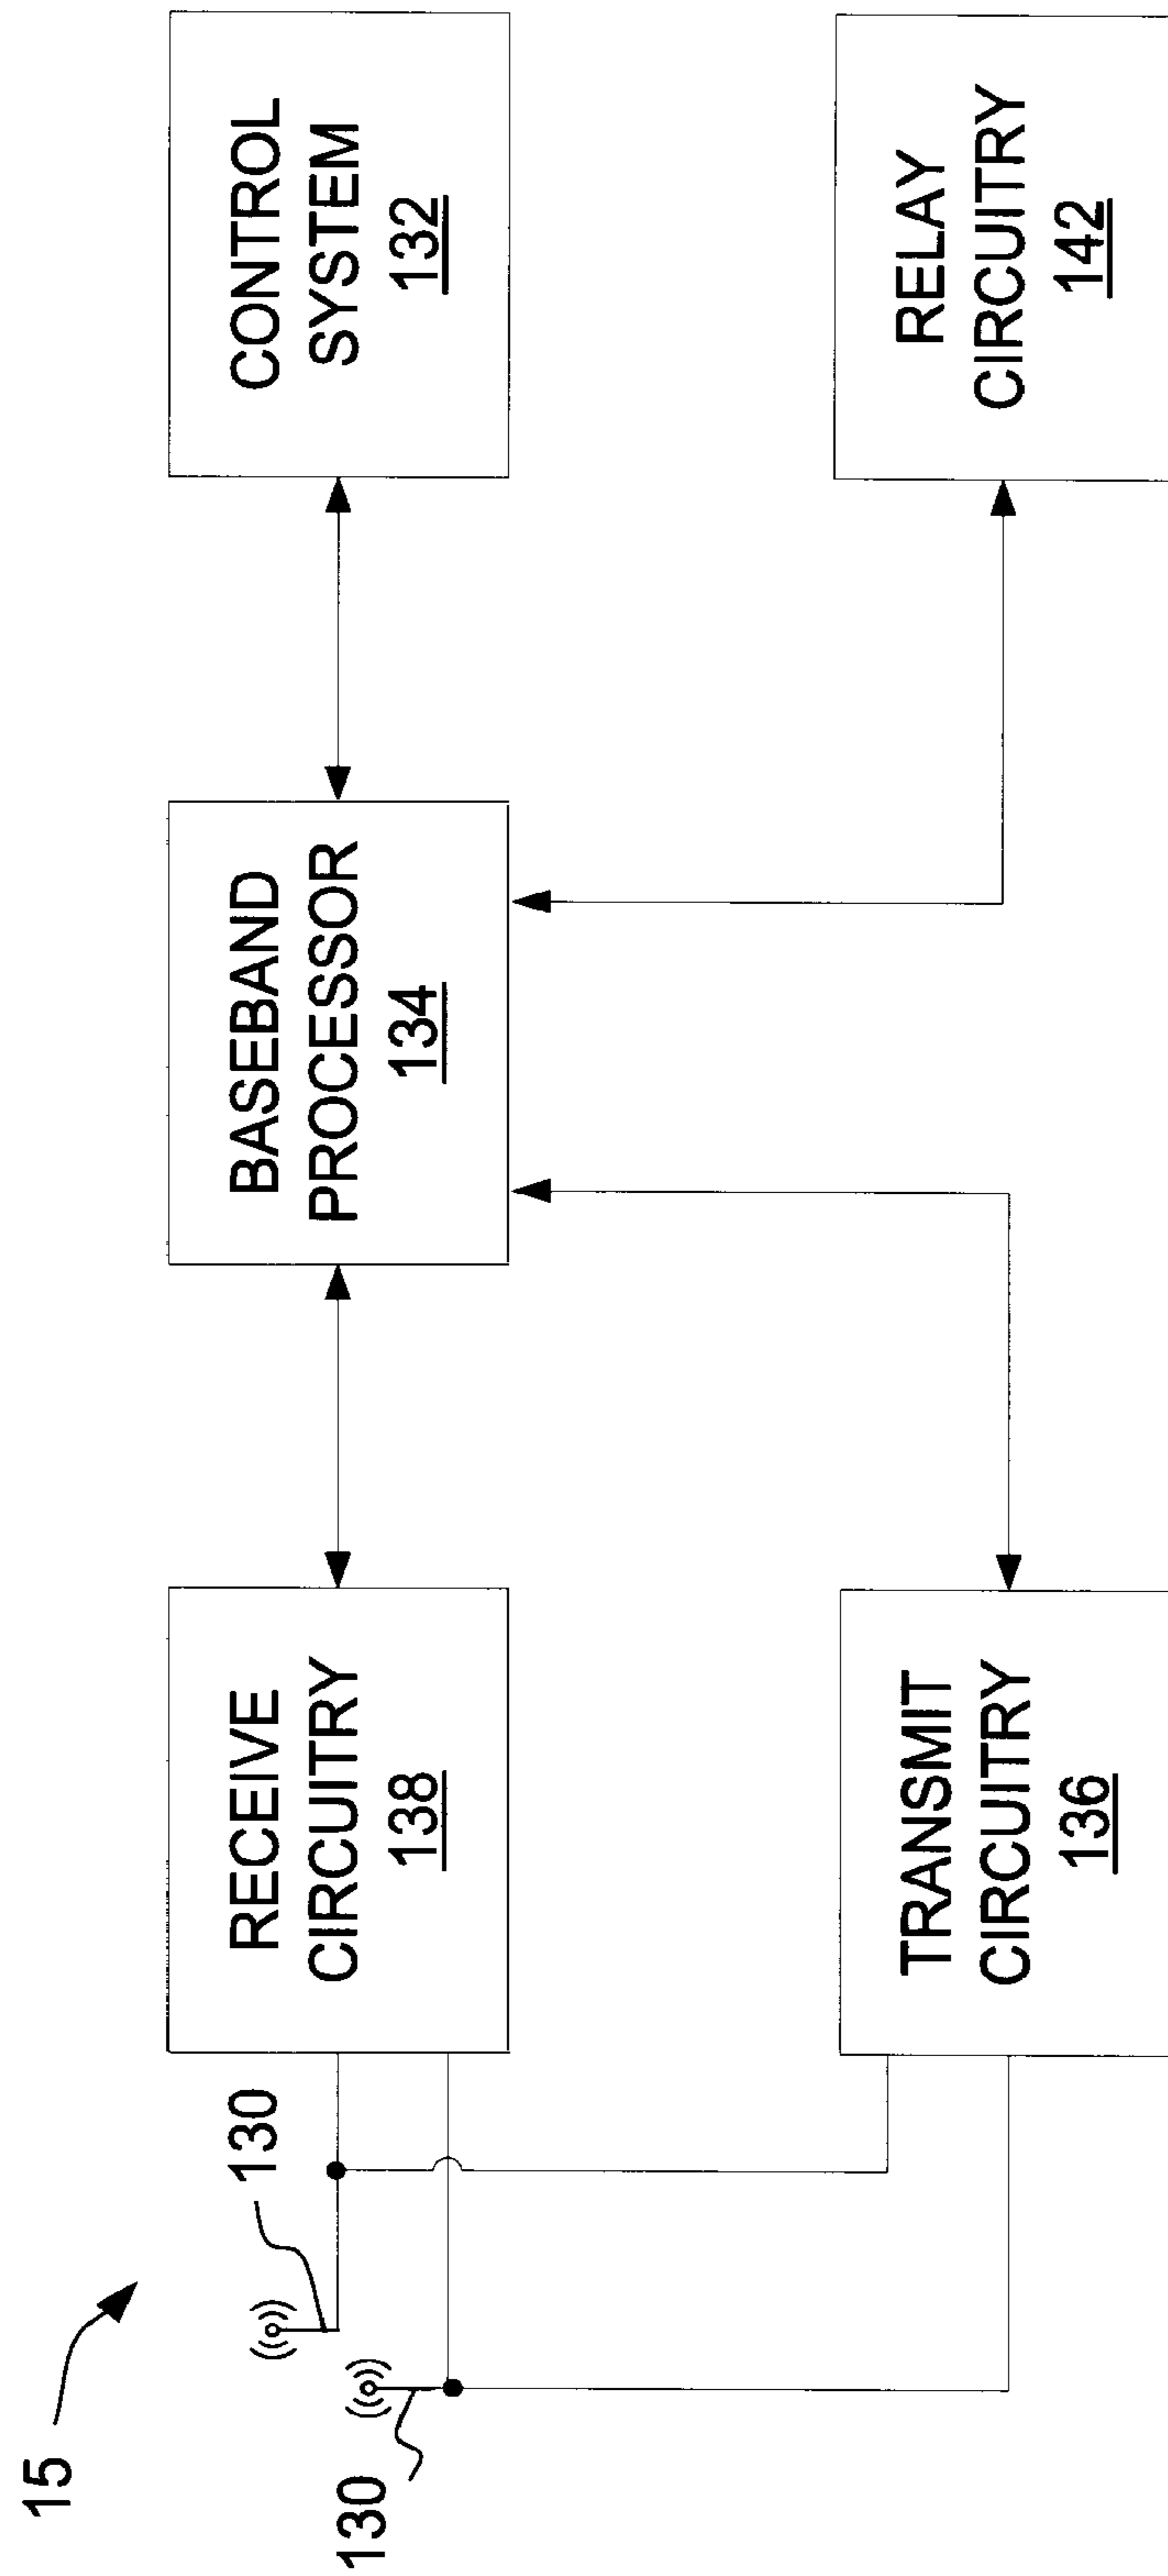 15
130
130
RECEIVE
CIRCUITRY
138
BASEBAND
PROCESSOR
134
CONTROL
SYSTEM
132
TRANSMIT
CIRCUITRY
136
RELAY
CIRCUITRY
142